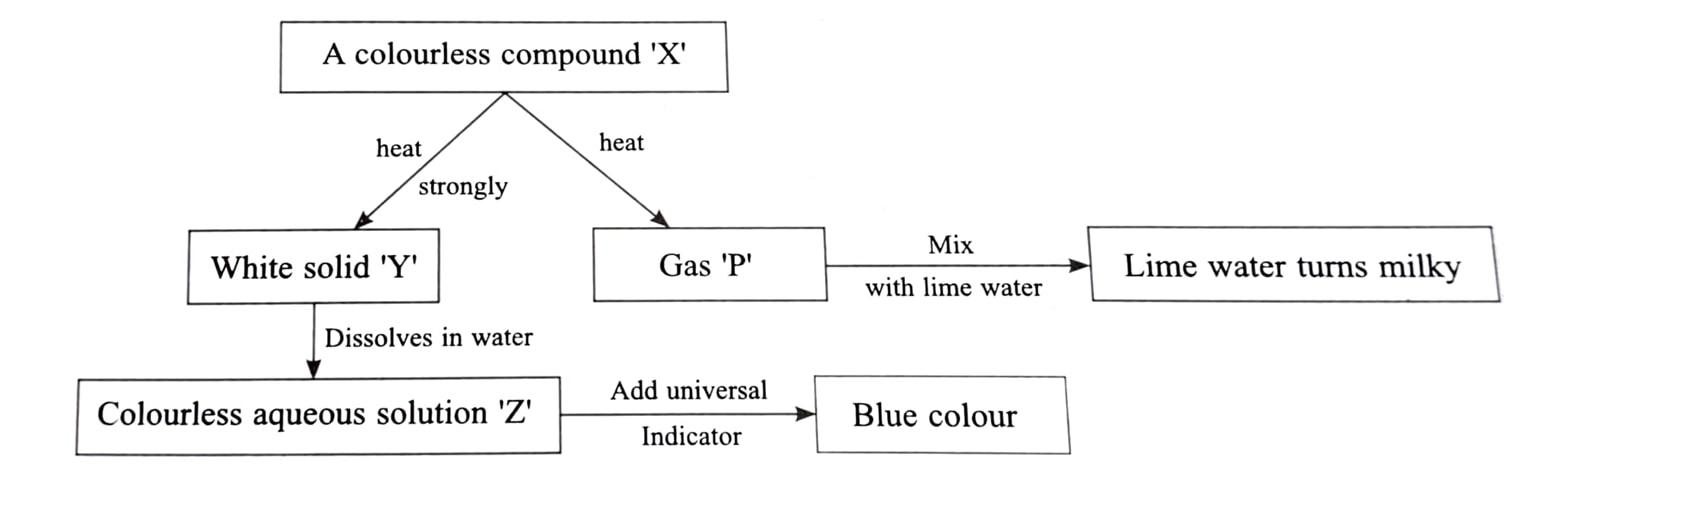 A colourless compound 'X'
heat
heat
strongly
White solid 'Y'
Gas 'P'
Mix
with lime water
Lime water turns milky
Dissolves in water
Colourless aqueous solution 'Z'
Add universal
Indicator
Blue colour